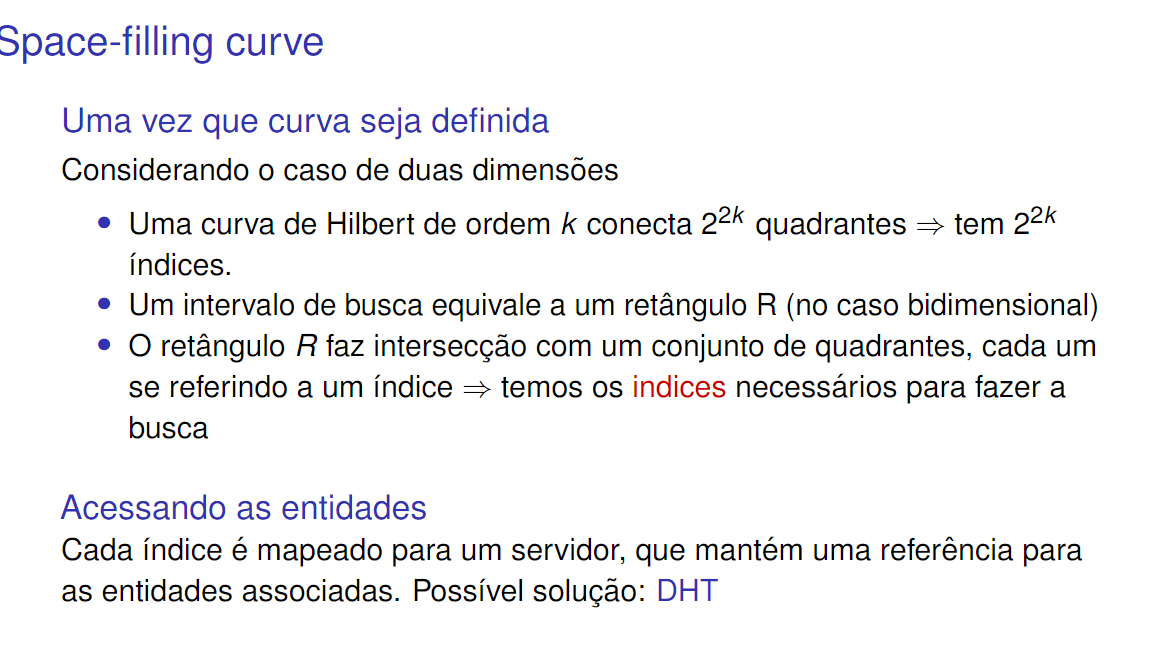 Space-filling curve
Uma vez que curva seja definida
Considerando o caso de duas dimensões
• Uma curva de Hilbert de ordem k conecta 2^{2k} quadrantes ⇒ tem 2^{2k}
índices.
• Um intervalo de busca equivale a um retângulo R (no caso bidimensional)
• O retângulo R faz intersecção com um conjunto de quadrantes, cada um
se referindo a um índice ⇒ temos os indices necessários para fazer a
busca
Acessando as entidades
Cada índice é mapeado para um servidor, que mantém uma referência para
as entidades associadas. Possível solução: DHT